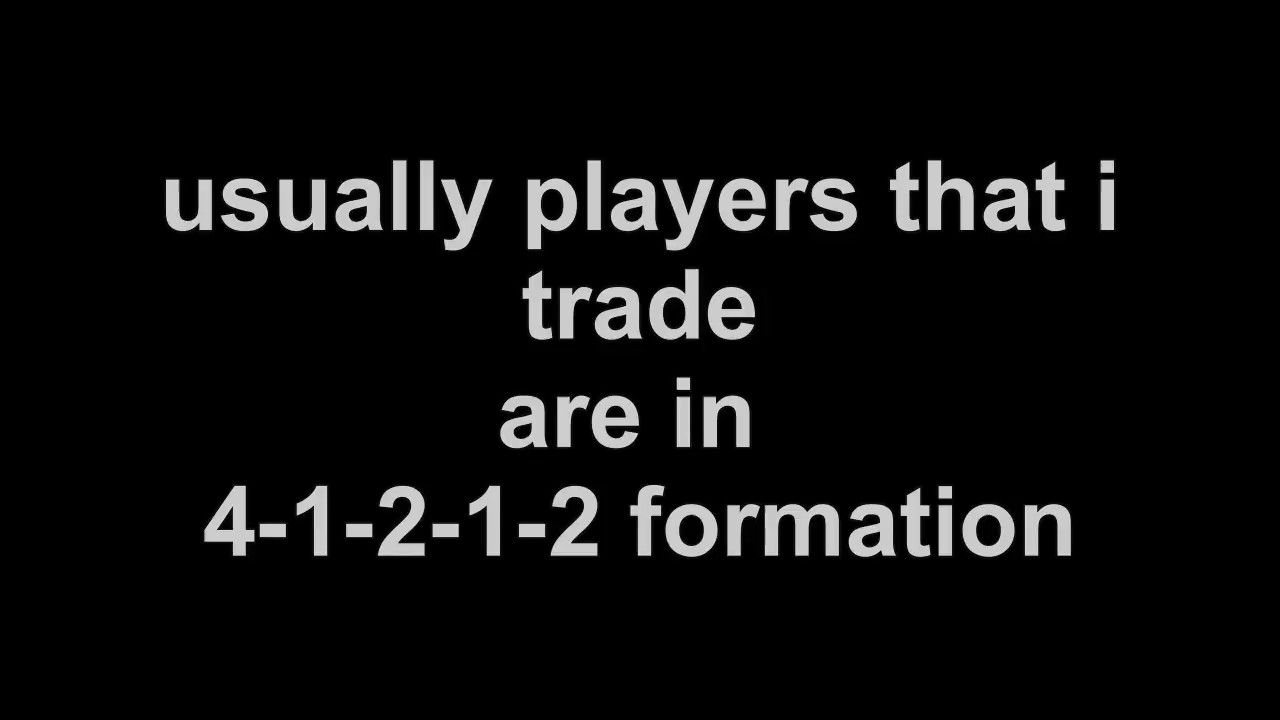 usually players that i
trade
are in
4-1-2-1-2 formation